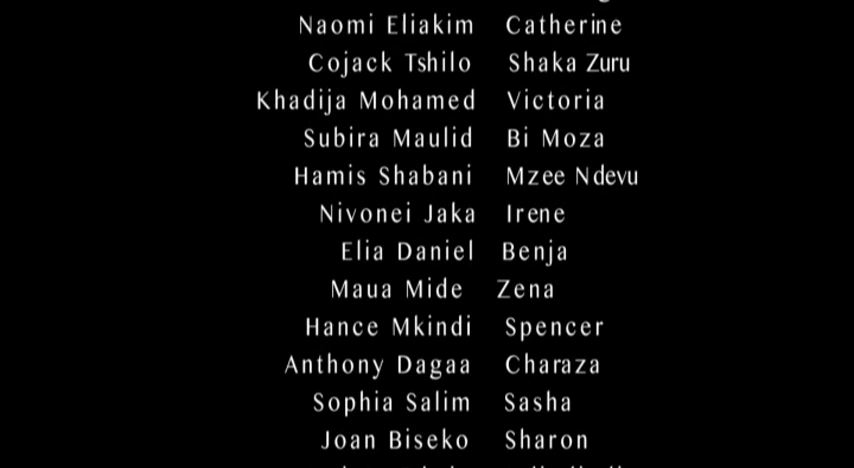 Naomi Eliakim Catherine
Cojack Tshilo Shaka Zuru
Khadija Mohamed Victoria
Subira Maulid Bi Moza
Hamis Shabani Mzee Ndevu
Nivonei Jaka Irene
Elia Daniel Benja
Maua Mide Zena
Hance Mkindi Spencer
Anthony Dagaa Charaza
Sophia Salim Sasha
Joan Biseko Sharon